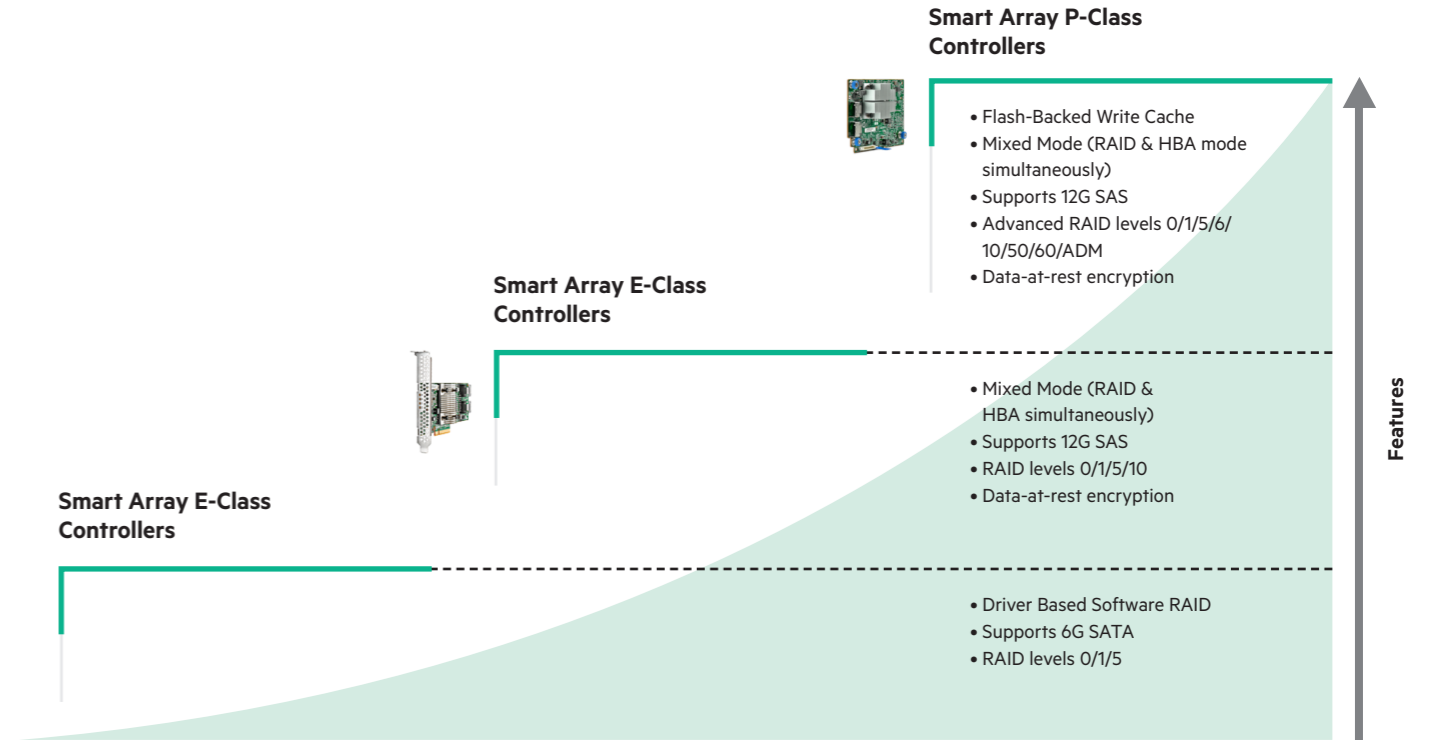 Smart Array P-Class
Controllers
• Flash-Backed Write Cache
• Mixed Mode (RAID & HBA mode
simultaneously)
• Supports 12G SAS
• Advanced RAID levels 0/1/5/6/
10/50/60/ADM
• Data-at-rest encryption
Smart Array E-Class
Controllers
• Mixed Mode (RAID &
HBA simultaneously)
• Supports 12G SAS
• RAID levels 0/1/5/10
• Data-at-rest encryption
Features
Smart Array E-Class
Controllers
• Driver Based Software RAID
• Supports 6G SATA
• RAID levels 0/1/5